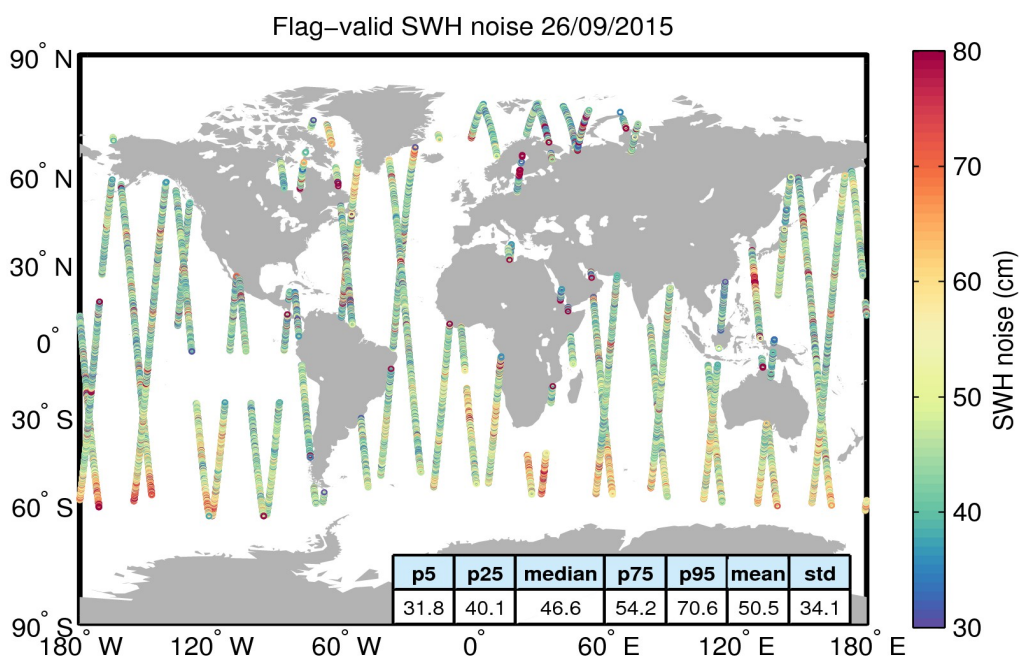 Flag−valid SWH noise 26/09/2015
90° N
60° N
30° N
0°
30° S
60° S
90° S
180° W
120° W
60° W
0°
60° E
120° E
180° E
p5 p25 median p75 p95 mean std
31.8 40.1 46.6 54.2 70.6 50.5 34.1
80
70
60
50
40
30
SWH noise (cm)